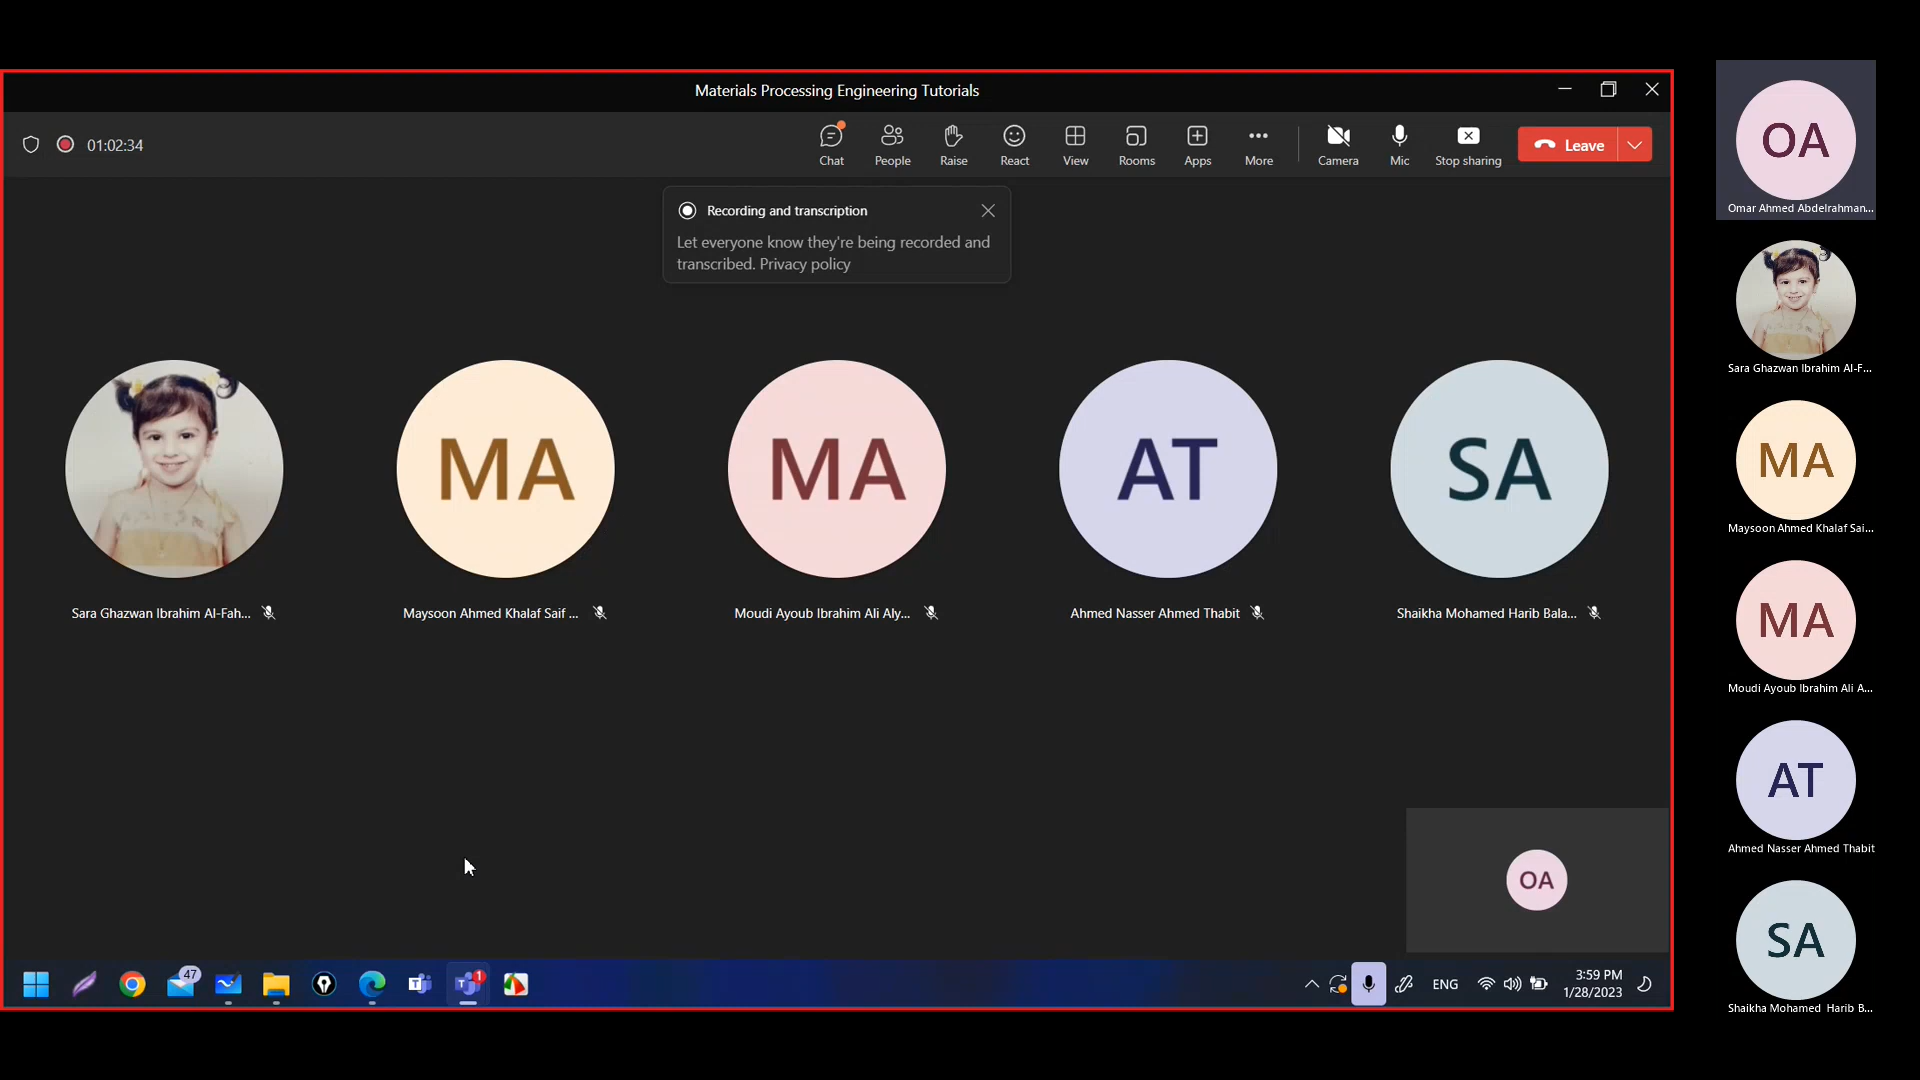 Materials Processing Engineering Tutorials
01:02:34
Chat
People
Raise
React
View
Rooms
Apps
More
Camera
Mic
Stop sharing
Leave
Recording and transcription
Let everyone know they're being recorded and
transcribed. Privacy policy
MA
MA
AT
SA
Sara Ghazwan Ibrahim Al-Fah...
Maysoon Ahmed Khalaf Saif ...
Moudi Ayoub Ibrahim Ali Aly...
Ahmed Nasser Ahmed Thabit
Shaikha Mohamed Harib Bala...
OA
47
1
ENG
3:59 PM
1/28/2023
OA
Omar Ahmed Abdelrahman...
Sara Ghazwan Ibrahim Al-F...
MA
Maysoon Ahmed Khalaf Sai...
MA
Moudi Ayoub Ibrahim Ali A...
AT
Ahmed Nasser Ahmed Thabit
SA
Shaikha Mohamed Harib B...